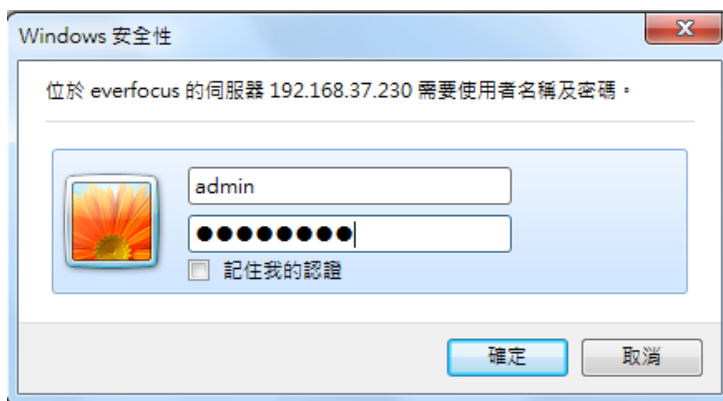 Windows 安全性
位於 everfocus 的伺服器 192.168.37.230 需要使用者名稱及密碼。
admin
●●●●●●●●
記住我的認證
確定
取消